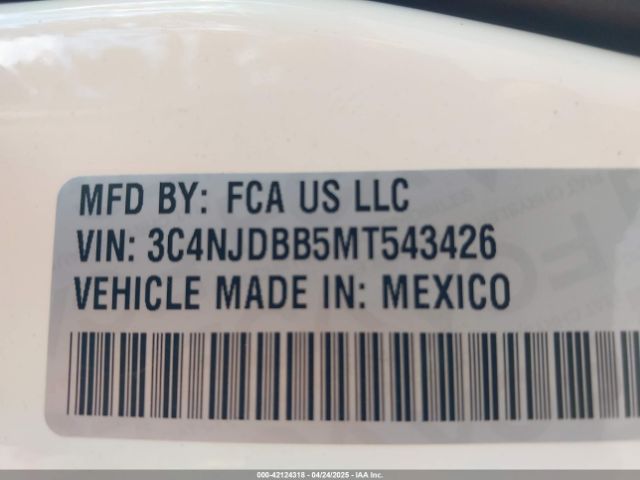 MFD BY: FCA US LLC
VIN: 3C4NJDBB5MT543426
VEHICLE MADE IN: MEXICO
000-42124318 - 04/24/2025 - IAA Inc.